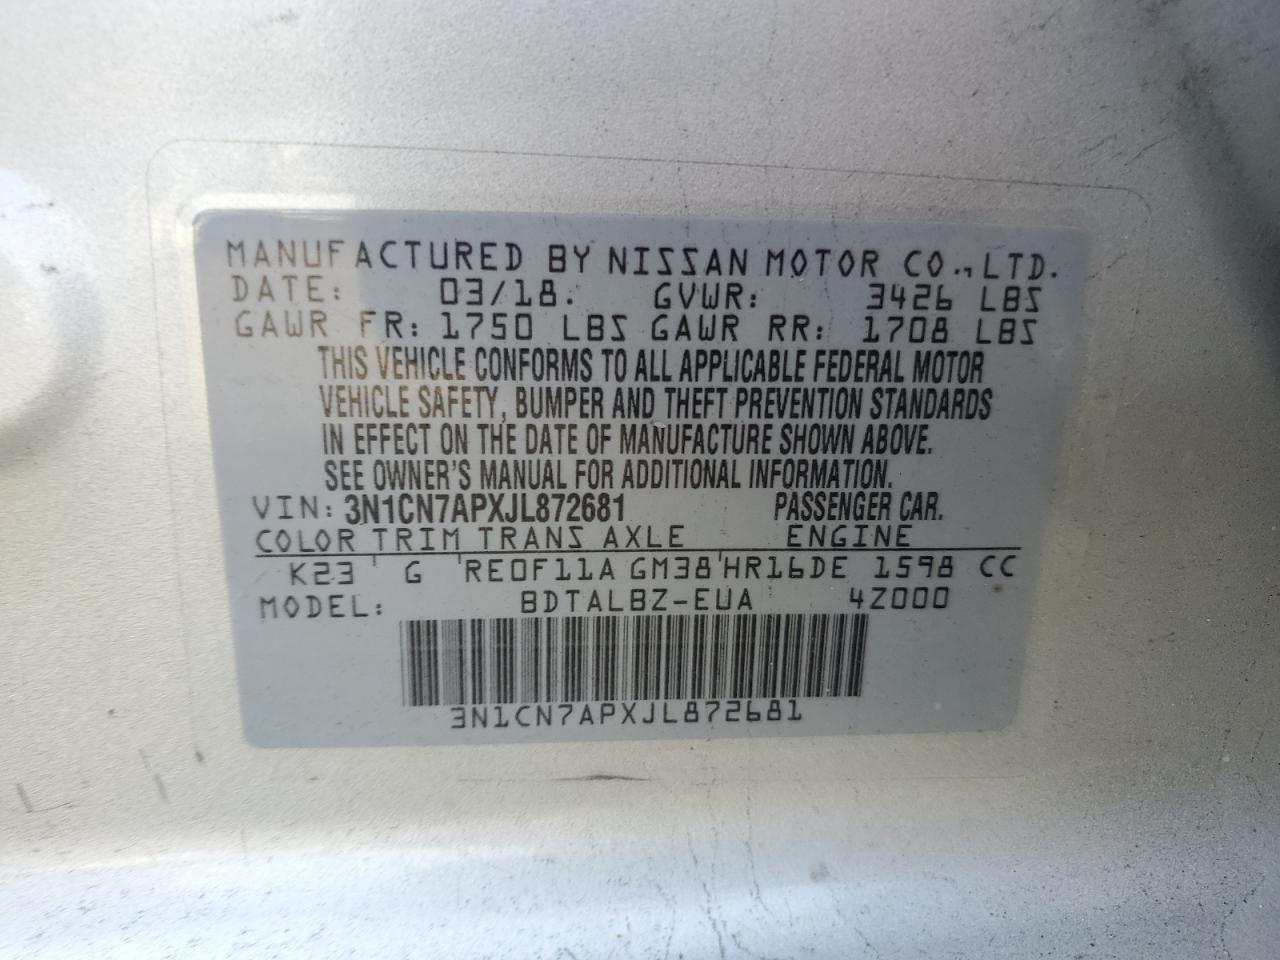 MANUFACTURED BY NISSAN MOTOR CO., LTD.
DATE: 03/18. GVWR: 3426 LBS
GAWR FR: 1750 LBS GAWR RR: 1708 LBS
THIS VEHICLE CONFORMS TO ALL APPLICABLE FEDERAL MOTOR
VEHICLE SAFETY, BUMPER AND THEFT PREVENTION STANDARDS
IN EFFECT ON THE DATE OF MANUFACTURE SHOWN ABOVE.
SEE OWNER'S MANUAL FOR ADDITIONAL INFORMATION.
VIN: 3N1CN7APXJL872681 PASSENGER CAR.
COLOR TRIM TRANS AXLE ENGINE
K23 ' G 'RE0F11A GM38'HR16DE 1598 CC
MODEL: BDTALBZ-EUA 4Z000
3N1CN7APXJL872681